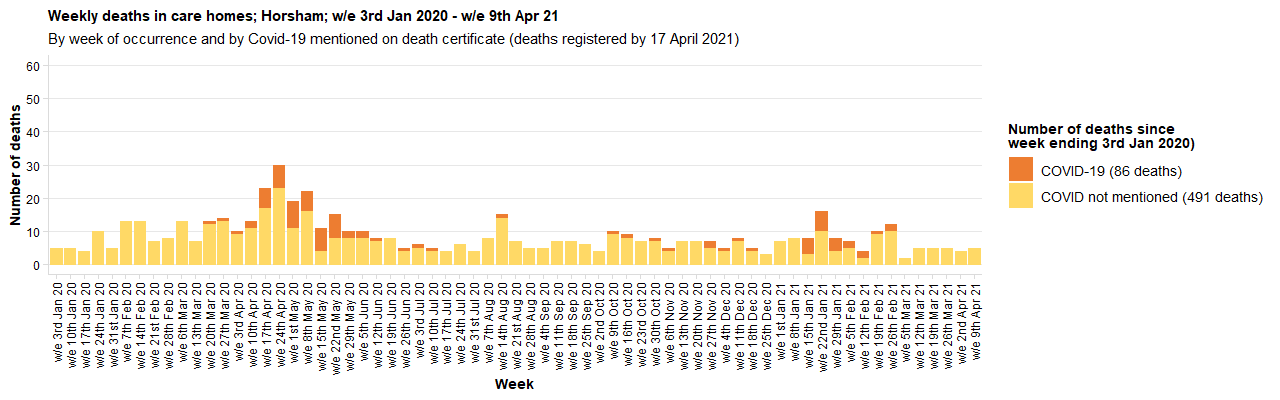 Weekly deaths in care homes; Horsham; w/e 3rd Jan 2020 - w/e 9th Apr 21
By week of occurrence and by Covid-19 mentioned on death certificate (deaths registered by 17 April 2021)
60
50
40
30
20
10
0
Number of deaths
w/e 3rd Jan 20
w/e 10th Jan 20
w/e 17th Jan 20
w/e 24th Jan 20
w/e 31st Jan 20
w/e 7th Feb 20
w/e 14th Feb 20
w/e 21st Feb 20
w/e 28th Feb 20
w/e 6th Mar 20
w/e 13th Mar 20
w/e 20th Mar 20
w/e 27th Mar 20
w/e 3rd Apr 20
w/e 10th Apr 20
w/e 17th Apr 20
w/e 24th Apr 20
w/e 1st May 20
w/e 8th May 20
w/e 15th May 20
w/e 22nd May 20
w/e 29th May 20
w/e 5th Jun 20
w/e 12th Jun 20
w/e 19th Jun 20
w/e 26th Jun 20
w/e 3rd Jul 20
w/e 10th Jul 20
w/e 17th Jul 20
w/e 24th Jul 20
w/e 31st Jul 20
w/e 7th Aug 20
w/e 14th Aug 20
w/e 21st Aug 20
w/e 28th Aug 20
w/e 4th Sep 20
w/e 11th Sep 20
w/e 18th Sep 20
w/e 25th Sep 20
w/e 2nd Oct 20
w/e 9th Oct 20
w/e 16th Oct 20
w/e 23rd Oct 20
w/e 30th Oct 20
w/e 6th Nov 20
w/e 13th Nov 20
w/e 20th Nov 20
w/e 27th Nov 20
w/e 4th Dec 20
w/e 11th Dec 20
w/e 18th Dec 20
w/e 25th Dec 20
w/e 1st Jan 21
w/e 8th Jan 21
w/e 15th Jan 21
w/e 22nd Jan 21
w/e 29th Jan 21
w/e 5th Feb 21
w/e 12th Feb 21
w/e 19th Feb 21
w/e 26th Feb 21
w/e 5th Mar 21
w/e 12th Mar 21
w/e 19th Mar 21
w/e 26th Mar 21
w/e 2nd Apr 21
w/e 9th Apr 21
Week
Number of deaths since
week ending 3rd Jan 2020)
COVID-19 (86 deaths)
COVID not mentioned (491 deaths)